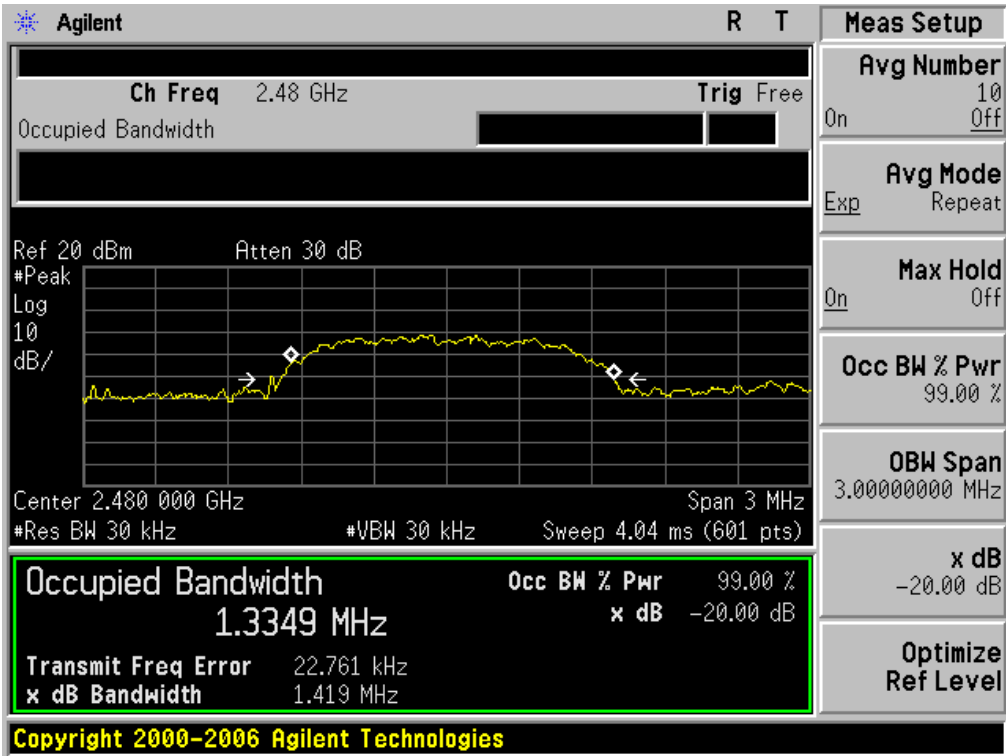 Agilent R T
Ch Freq 2.48 GHz Trig Free
Occupied Bandwidth
Ref 20 dBm Atten 30 dB
#Peak
Log
10
dB/
Center 2.480 000 GHz Span 3 MHz
#Res BW 30 kHz #VBW 30 kHz Sweep 4.04 ms (601 pts)
Occupied Bandwidth Occ BW % Pwr 99.00 %
1.3349 MHz x dB -20.00 dB
Transmit Freq Error 22.761 kHz
x dB Bandwidth 1.419 MHz
Copyright 2000-2006 Agilent Technologies
Meas Setup
Avg Number
10
On Off
Avg Mode
Exp Repeat
Max Hold
On Off
Occ BW % Pwr
99.00 %
OBW Span
3.00000000 MHz
x dB
-20.00 dB
Optimize
Ref Level